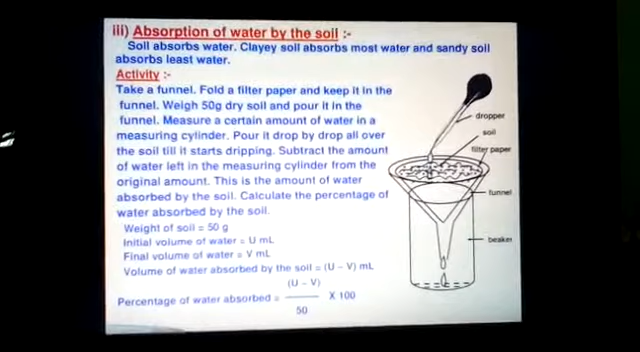 iii) Absorption of water by the soil :-
Soil absorbs water. Clayey soil absorbs most water and sandy soil
absorbs least water.
Activity :-
Take a funnel. Fold a filter paper and keep it in the
funnel. Weigh 50g dry soil and pour it in the
funnel. Measure a certain amount of water in a
measuring cylinder. Pour it drop by drop all over
the soil till it starts dripping. Subtract the amount
of water left in the measuring cylinder from the
original amount. This is the amount of water
absorbed by the soil. Calculate the percentage of
water absorbed by the soil.
Weight of soil = 50 g
Initial volume of water = U mL
Final volume of water = V mL
Volume of water absorbed by the soil = (U – V) mL
(U – V)
Percentage of water absorbed = X 100
50
dropper
soil
filter paper
funnel
beaker